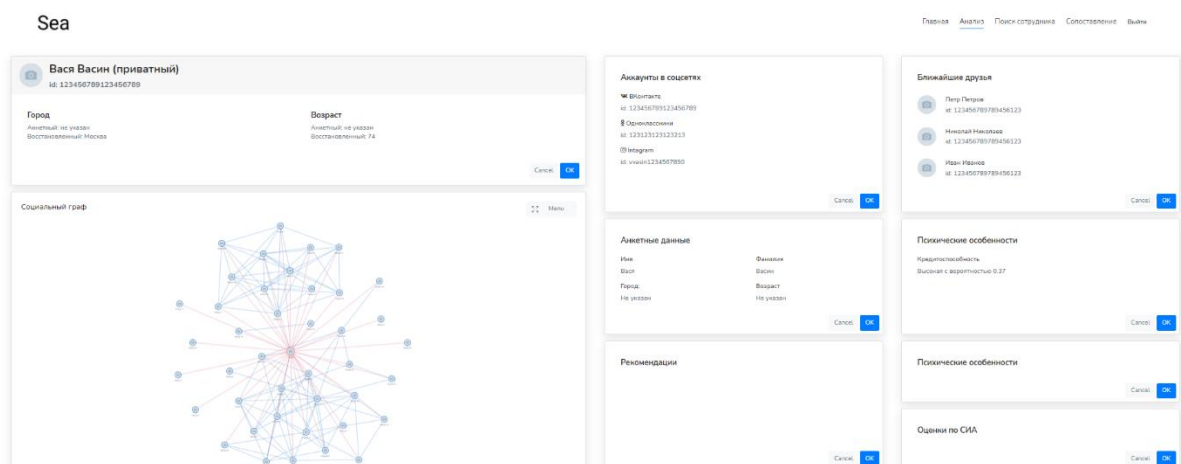 Sea
Главная Анализ Поиск сотрудника Сопоставление Выйти
Вася Васин (приватный)
id: 123456789123456789
Город
Анкетный: не указан
Восстановленный: Москва
Возраст
Анкетный: не указан
Восстановленный: 74
Cancel OK
Социальный граф
Menu
Аккаунты в соцсетях
ВКонтакте
id: 123456789123456789
Одноклассники
id: 123123123123213
Intagram
id: vvasin1234567890
Cancel OK
Анкетные данные
Имя
Вася
Фамилия
Васин
Город
Не указан
Возраст
Не указан
Cancel OK
Рекомендации
Cancel OK
Ближайшие друзья
Петр Петров
id: 123456789789456123
Николай Николаев
id: 123456789789456123
Иван Иванов
id: 123456789789456123
Cancel OK
Психические особенности
Кредитоспособность
Высокая с вероятностью 0.37
Cancel OK
Психические особенности
Cancel OK
Оценки по СИА
Cancel OK